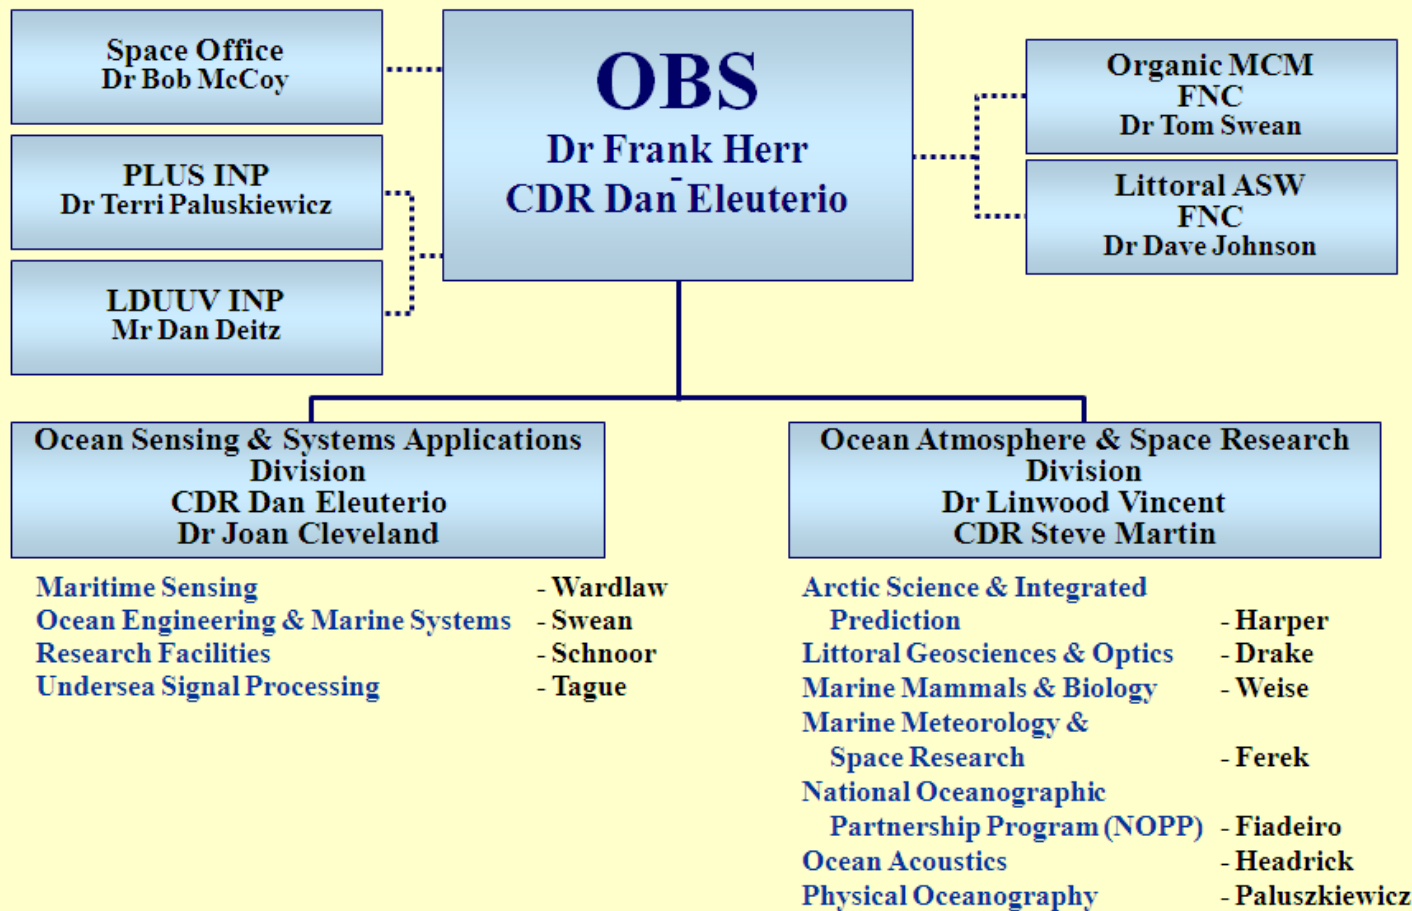 Space Office
Dr Bob McCoy
PLUS INP
Dr Terri Paluskiewicz
LDUUV INP
Mr Dan Deitz
OBS
Dr Frank Herr
-
CDR Dan Eleuterio
Organic MCM
FNC
Dr Tom Swean
Littoral ASW
FNC
Dr Dave Johnson
Ocean Sensing & Systems Applications
Division
CDR Dan Eleuterio
Dr Joan Cleveland
Maritime Sensing - Wardlaw
Ocean Engineering & Marine Systems - Swean
Research Facilities - Schnoor
Undersea Signal Processing - Tague
Ocean Atmosphere & Space Research
Division
Dr Linwood Vincent
CDR Steve Martin
Arctic Science & Integrated
Prediction - Harper
Littoral Geosciences & Optics - Drake
Marine Mammals & Biology - Weise
Marine Meteorology &
Space Research - Ferek
National Oceanographic
Partnership Program (NOPP) - Fiadeiro
Ocean Acoustics - Headrick
Physical Oceanography - Paluszkiewicz